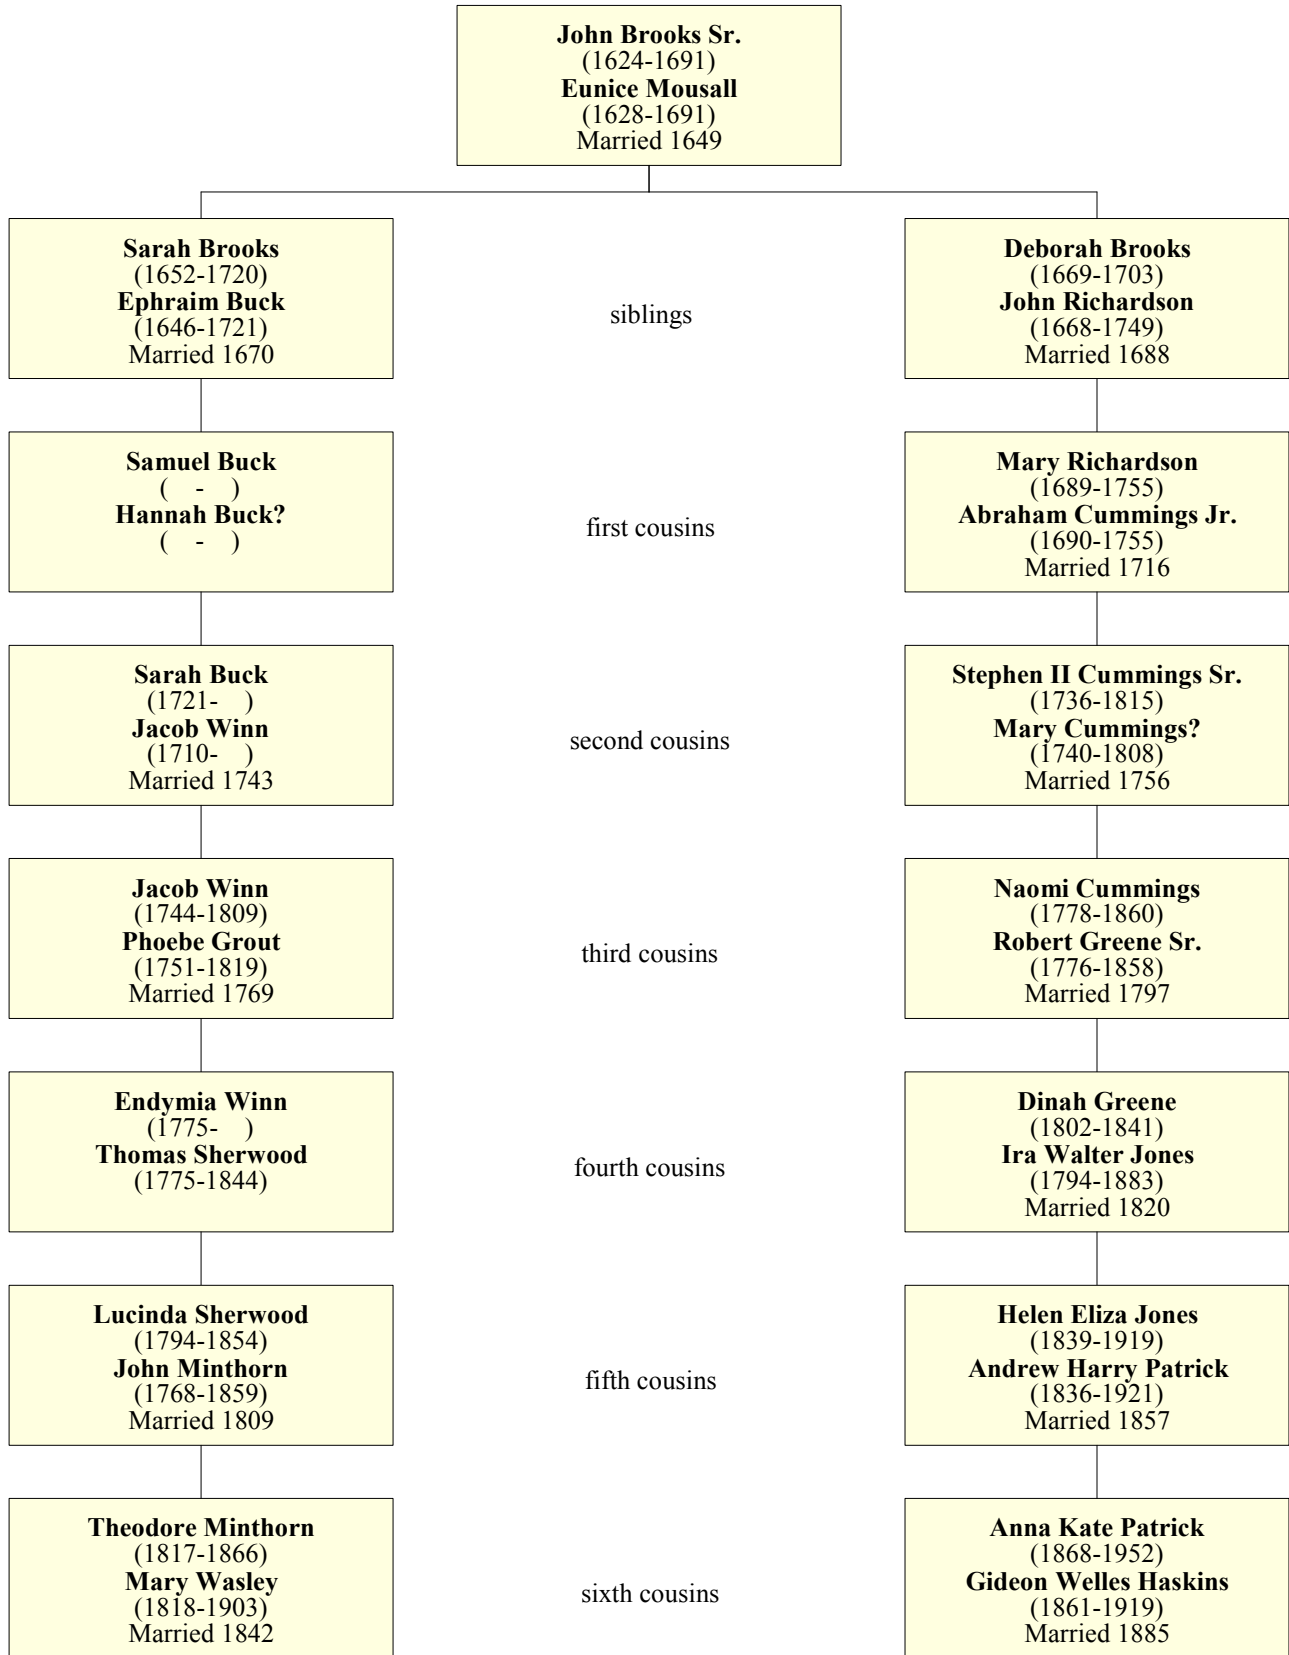 John Brooks Sr.
(1624-1691)
Eunice Mousall
(1628-1691)
Married 1649
Sarah Brooks
(1652-1720)
Ephraim Buck
(1646-1721)
Married 1670
siblings
Deborah Brooks
(1669-1703)
John Richardson
(1668-1749)
Married 1688
Samuel Buck
(   -   )
Hannah Buck?
(   -   )
first cousins
Mary Richardson
(1689-1755)
Abraham Cummings Jr.
(1690-1755)
Married 1716
Sarah Buck
(1721-   )
Jacob Winn
(1710-   )
Married 1743
second cousins
Stephen II Cummings Sr.
(1736-1815)
Mary Cummings?
(1740-1808)
Married 1756
Jacob Winn
(1744-1809)
Phoebe Grout
(1751-1819)
Married 1769
third cousins
Naomi Cummings
(1778-1860)
Robert Greene Sr.
(1776-1858)
Married 1797
Endymia Winn
(1775-   )
Thomas Sherwood
(1775-1844)
fourth cousins
Dinah Greene
(1802-1841)
Ira Walter Jones
(1794-1883)
Married 1820
Lucinda Sherwood
(1794-1854)
John Minthorn
(1768-1859)
Married 1809
fifth cousins
Helen Eliza Jones
(1839-1919)
Andrew Harry Patrick
(1836-1921)
Married 1857
Theodore Minthorn
(1817-1866)
Mary Wasley
(1818-1903)
Married 1842
sixth cousins
Anna Kate Patrick
(1868-1952)
Gideon Welles Haskins
(1861-1919)
Married 1885